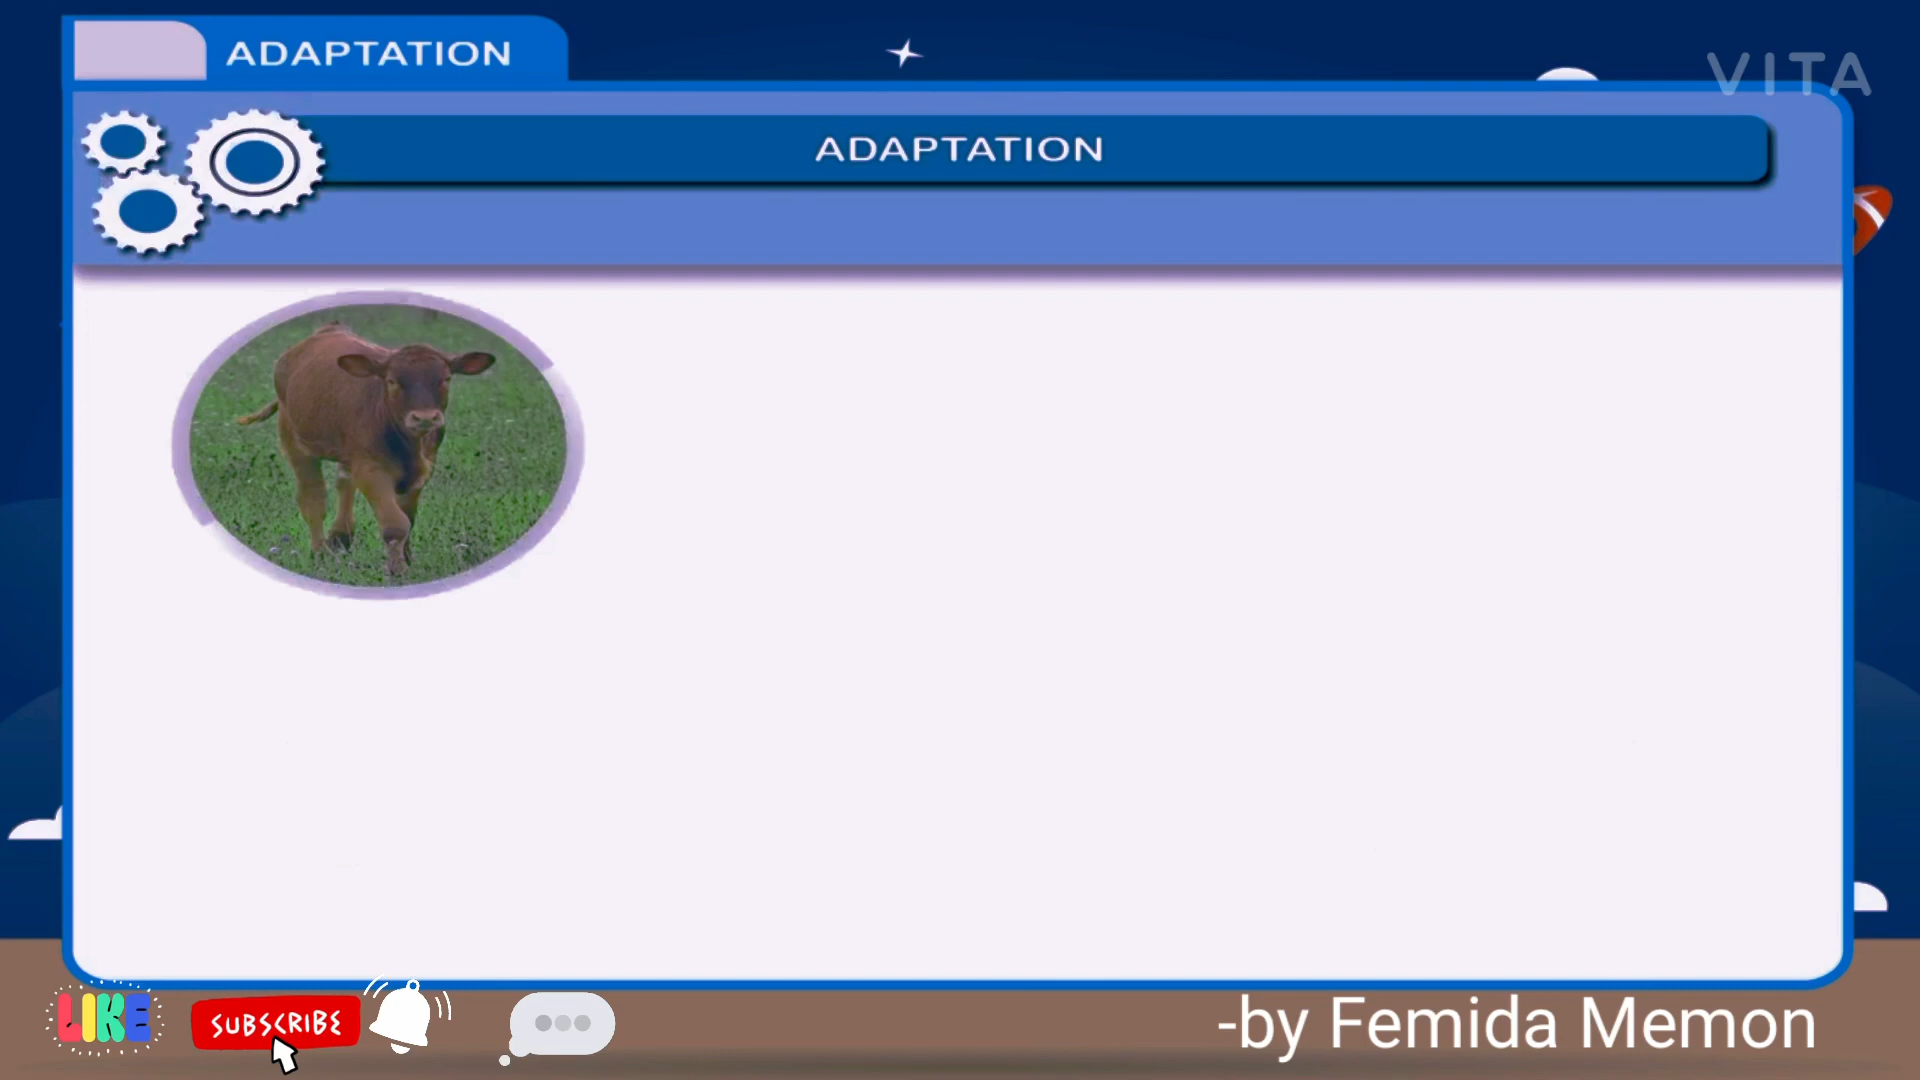 ADAPTATION
VITA
ADAPTATION
LIKE
SUBSCRIBE
-by Femida Memon